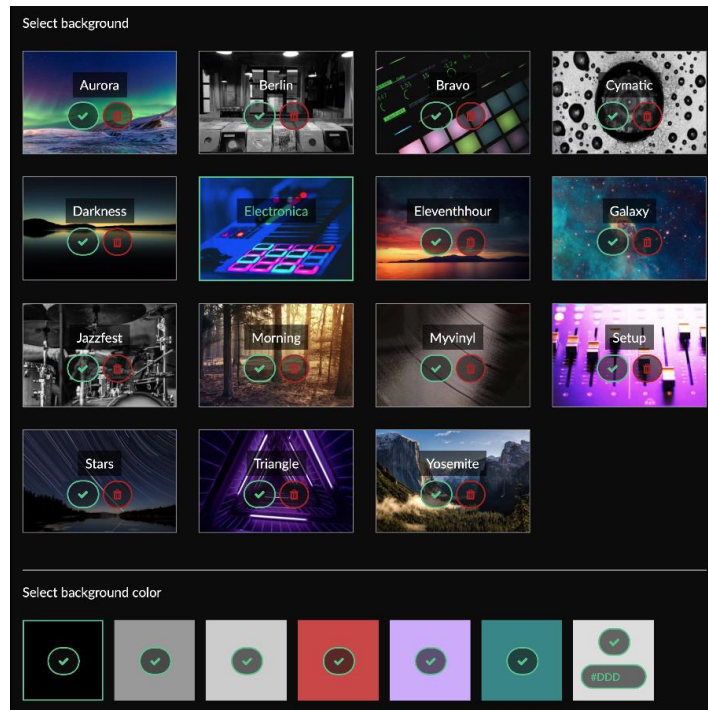 Select background
Aurora
Berlin
Bravo
Cymatic
Darkness
Electronica
Eleventhhour
Galaxy
Jazzfest
Morning
Myvinyl
Setup
Stars
Triangle
Yosemite
Select background color
#DDD